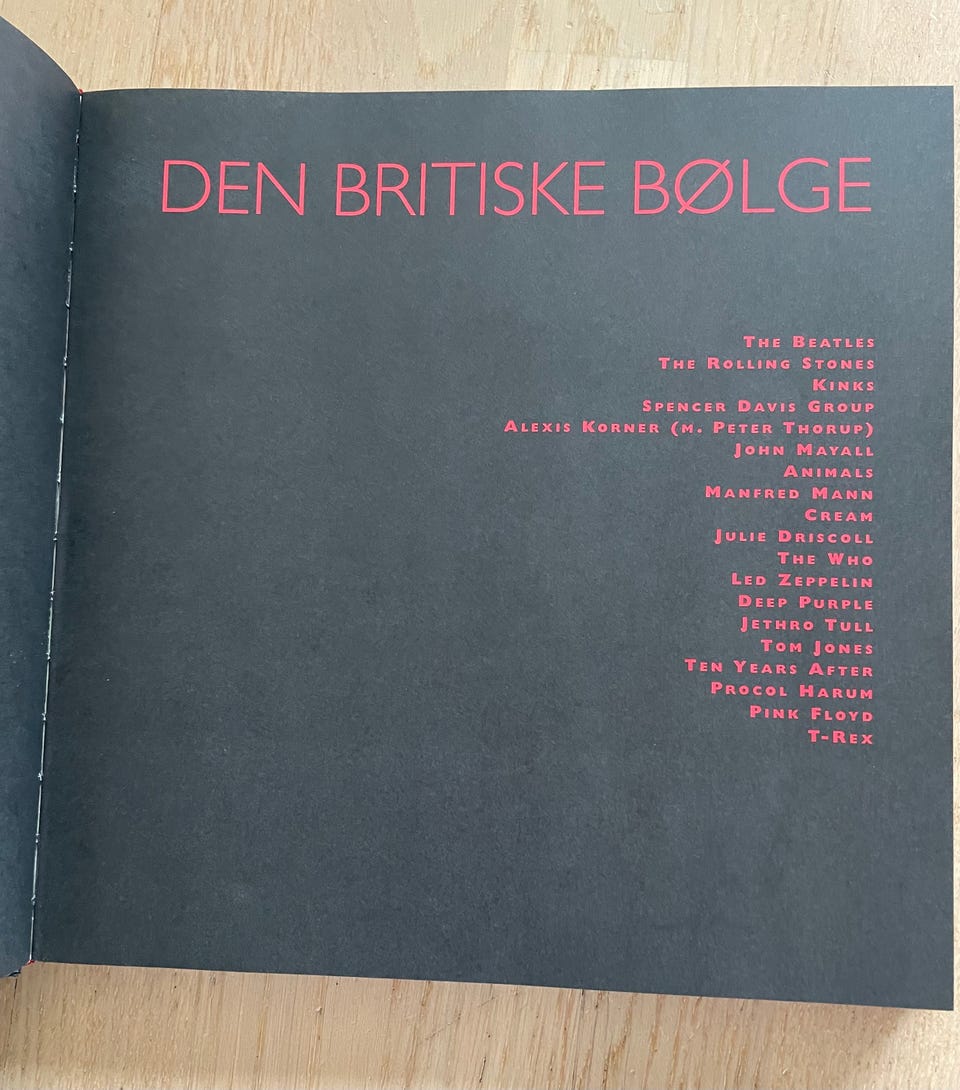 DEN BRITISKE BØLGE
The Beatles
The Rolling Stones
Kinks
Spencer Davis Group
Alexis Korner (m. Peter Thorup)
John Mayall
Animals
Manfred Mann
Cream
Julie Driscoll
The Who
Led Zeppelin
Deep Purple
Jethro Tull
Tom Jones
Ten Years After
Procol Harum
Pink Floyd
T-Rex